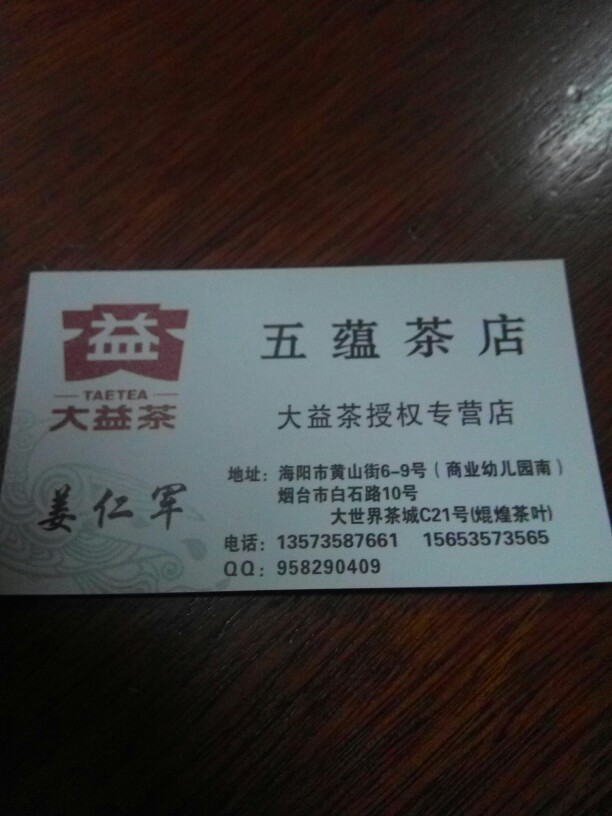 益
TAETEA
大益茶
五蕴茶店
大益茶授权专营店
姜仁军
地址：海阳市黄山街6-9号（商业幼儿园南）
烟台市白石路10号
大世界茶城C21号(焜煌茶叶)
电话：13573587661 15653573565
QQ：958290409